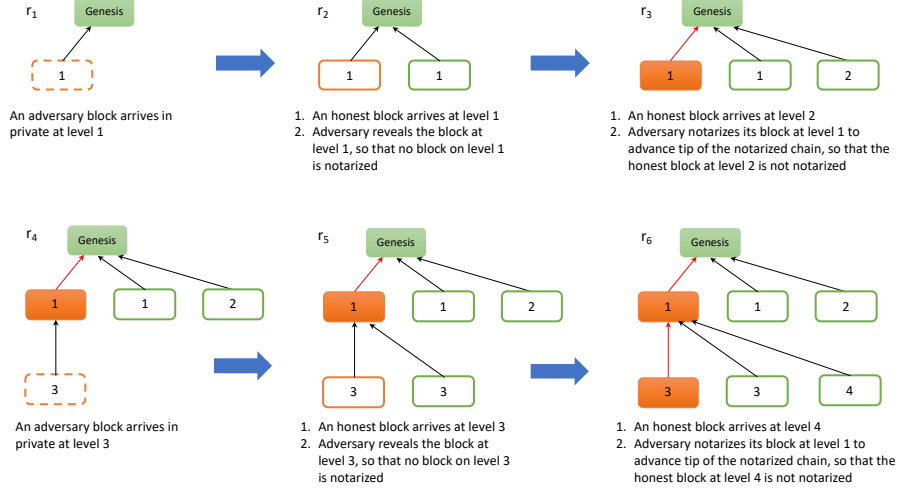 r1
Genesis
1
An adversary block arrives in
private at level 1
r2
Genesis
1
1
1. An honest block arrives at level 1
2. Adversary reveals the block at
level 1, so that no block on level 1
is notarized
r3
Genesis
1
1
2
1. An honest block arrives at level 2
2. Adversary notarizes its block at level 1 to
advance tip of the notarized chain, so that the
honest block at level 2 is not notarized
r4
Genesis
1
1
2
3
An adversary block arrives in
private at level 3
r5
Genesis
1
1
2
3
3
1. An honest block arrives at level 3
2. Adversary reveals the block at
level 3, so that no block on level 3
is notarized
r6
Genesis
1
1
2
3
3
4
1. An honest block arrives at level 4
2. Adversary notarizes its block at level 1 to
advance tip of the notarized chain, so that the
honest block at level 4 is not notarized